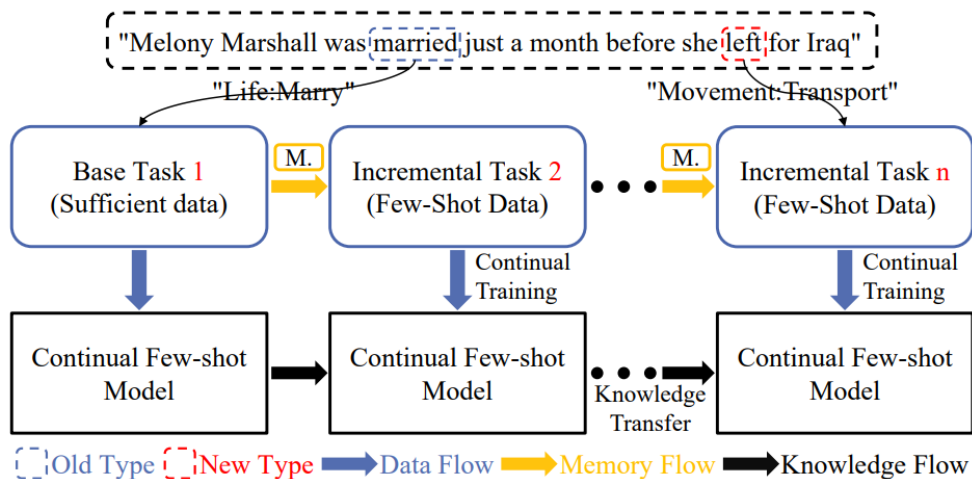 "Melony Marshall was married just a month before she left for Iraq"
"Life:Marry"
"Movement:Transport"
Base Task 1
(Sufficient data)
M.
Incremental Task 2
(Few-Shot Data)
M.
Incremental Task n
(Few-Shot Data)
Continual
Training
Continual
Training
Continual Few-shot
Model
Continual Few-shot
Model
Knowledge
Transfer
Continual Few-shot
Model
Old Type
New Type
Data Flow
Memory Flow
Knowledge Flow